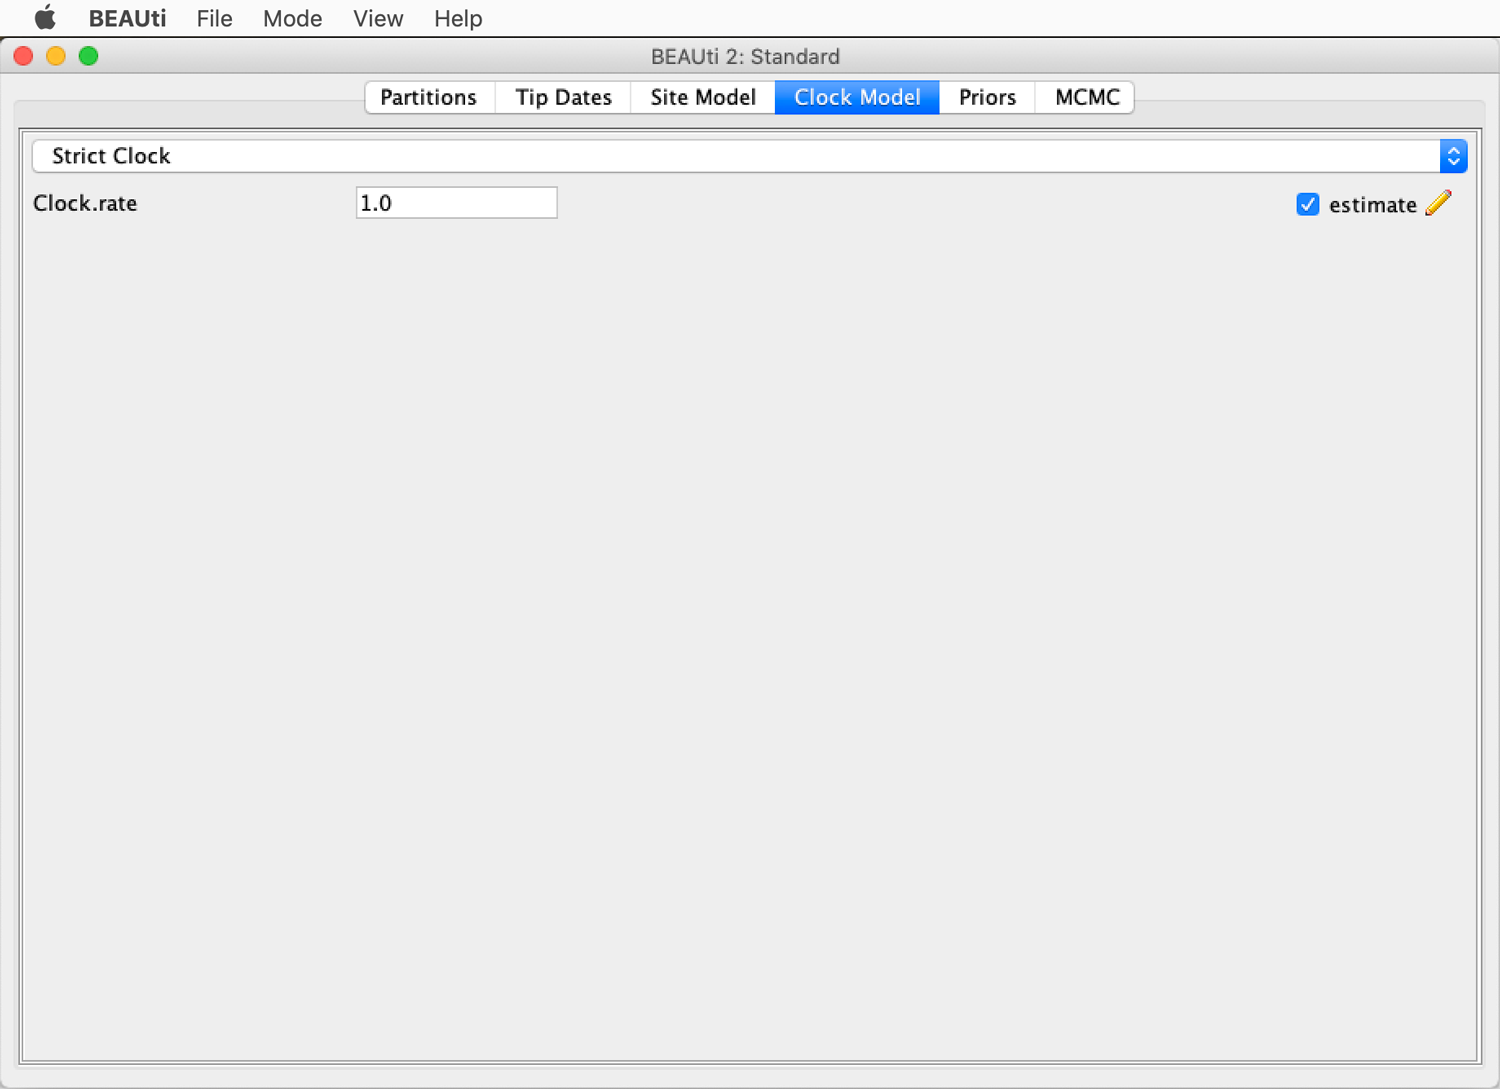 BEAUti File Mode View Help
BEAUti 2: Standard
Partitions Tip Dates Site Model Clock Model Priors MCMC
Strict Clock
Clock.rate 1.0 estimate